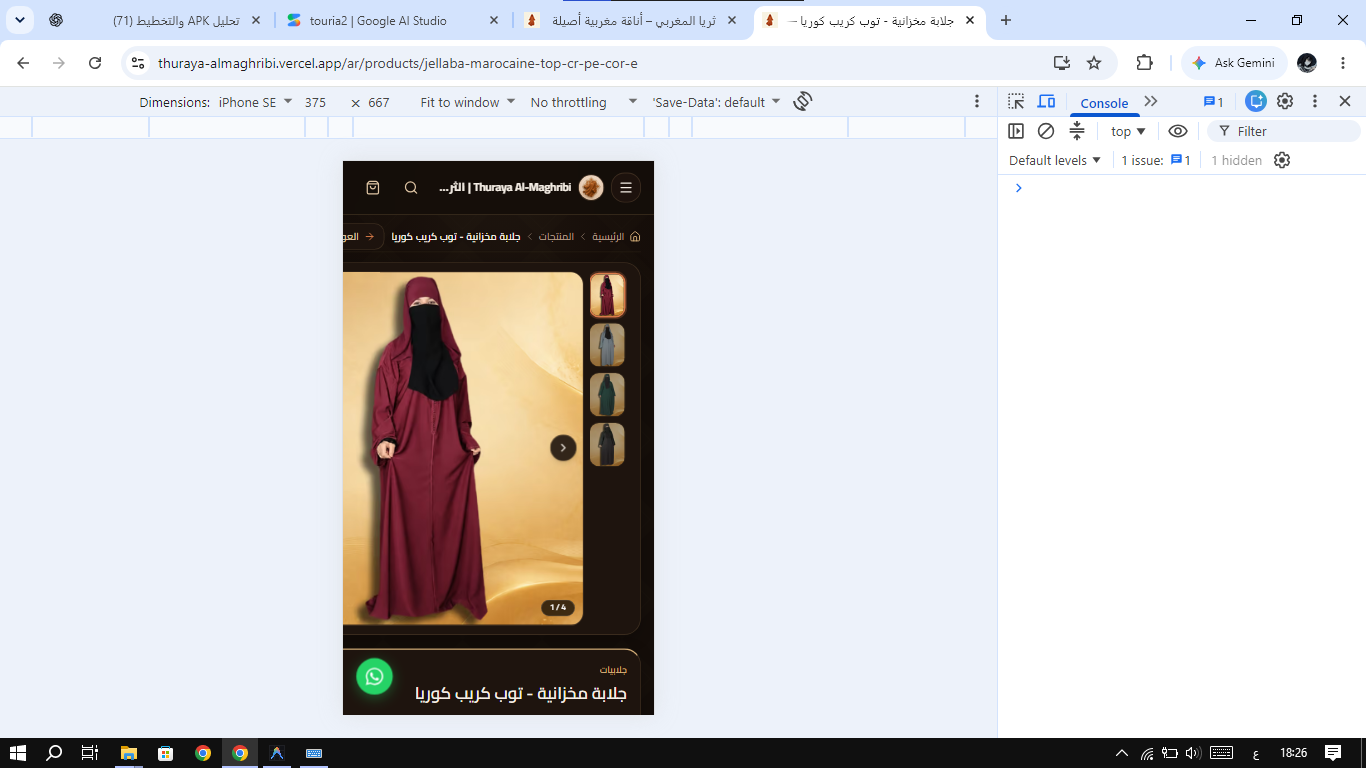 تحليل APK والتخطيط (71)
touria2 | Google AI Studio
ثريا المغربي – أناقة مغربية أصيلة
جلابة مخزانية - توب كريب كوريا —
thuraya-almaghribi.vercel.app/ar/products/jellaba-marocaine-top-cr-pe-cor-e
Ask Gemini
Dimensions: iPhone SE 375 × 667 Fit to window No throttling 'Save-Data': default
Console 1
top Filter
Default levels 1 issue: 1 1 hidden
Thuraya Al-Maghribi | الثر...
الرئيسية المنتجات جلابة مخزانية - توب كريب كوريا العو
1 / 4
جلابيات
جلابة مخزانية - توب كريب كوريا
ع 18:26